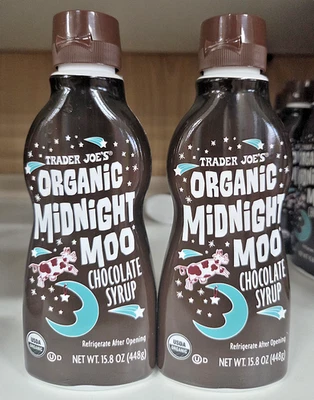 TRADER JOE'S
ORGANIC
MiDNiGHT
MOO
CHOCOLATE
SYRUP
Refrigerate After Opening
USDA
ORGANIC
U D
NET WT. 15.8 OZ (448g)
TRADER JOE'S
ORGANIC
MiDNiGHT
MOO
CHOCOLATE
SYRUP
Refrigerate After Opening
USDA
ORGANIC
U D
NET WT. 15.8 OZ (448g)